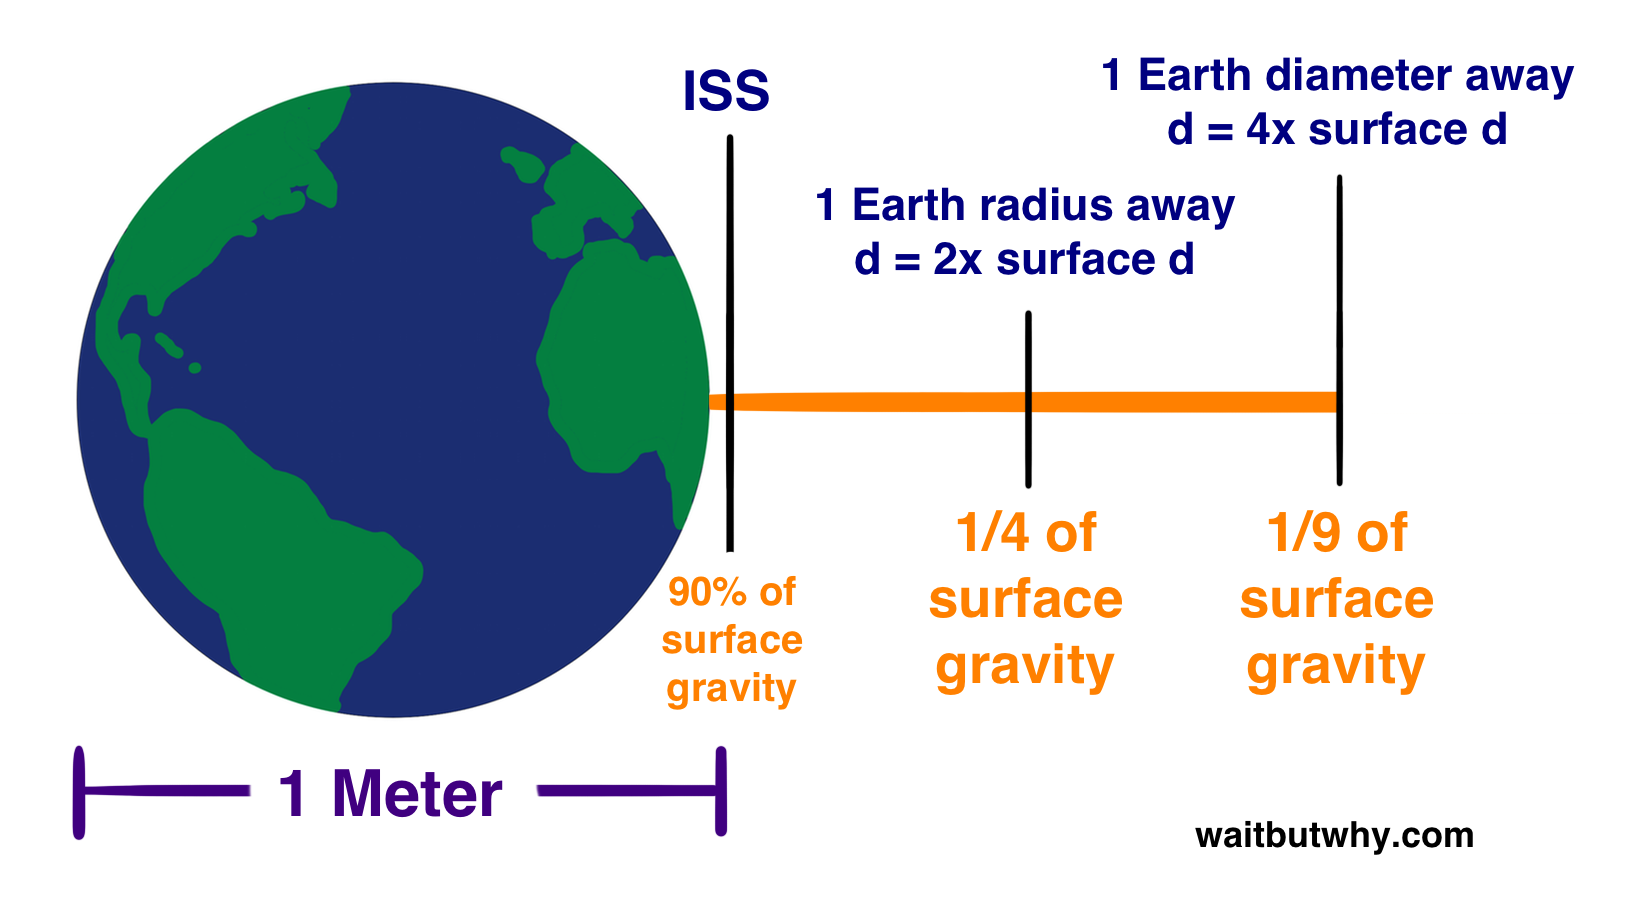 ISS
1 Earth diameter away
d = 4x surface d
1 Earth radius away
d = 2x surface d
90% of
surface
gravity
1/4 of
surface
gravity
1/9 of
surface
gravity
1 Meter
waitbutwhy.com